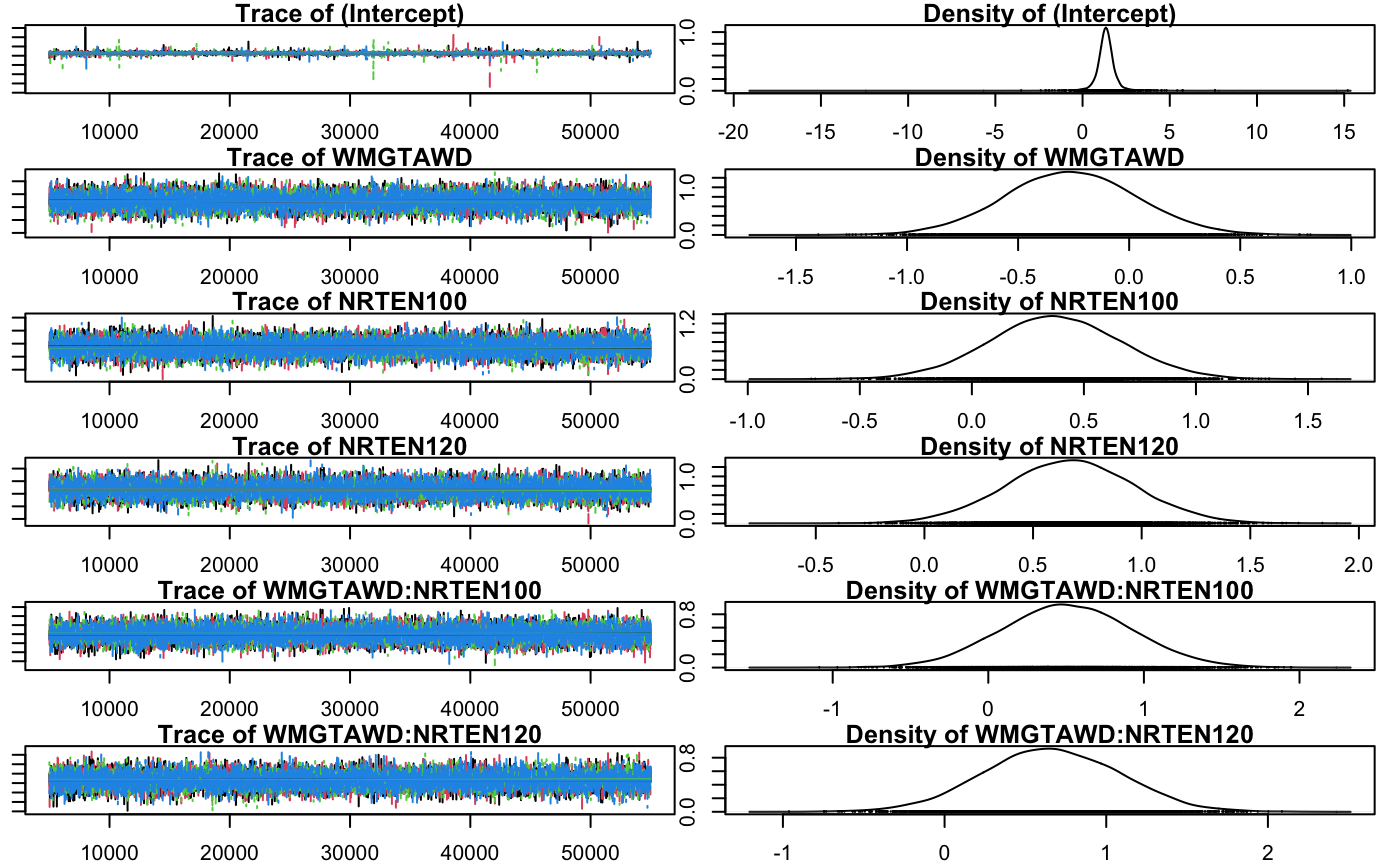 Trace of (Intercept) Density of (Intercept)
0.0 1.0
10000 20000 30000 40000 50000 -20 -15 -10 -5 0 5 10 15
Trace of WMGTAWD Density of WMGTAWD
0.0 1.0
10000 20000 30000 40000 50000 -1.5 -1.0 -0.5 0.0 0.5 1.0
Trace of NRTEN100 Density of NRTEN100
0.0 1.2
10000 20000 30000 40000 50000 -1.0 -0.5 0.0 0.5 1.0 1.5
Trace of NRTEN120 Density of NRTEN120
0.0 1.0
10000 20000 30000 40000 50000 -0.5 0.0 0.5 1.0 1.5 2.0
Trace of WMGTAWD:NRTEN100 Density of WMGTAWD:NRTEN100
0.0 0.8
10000 20000 30000 40000 50000 -1 0 1 2
Trace of WMGTAWD:NRTEN120 Density of WMGTAWD:NRTEN120
0.0 0.8
10000 20000 30000 40000 50000 -1 0 1 2